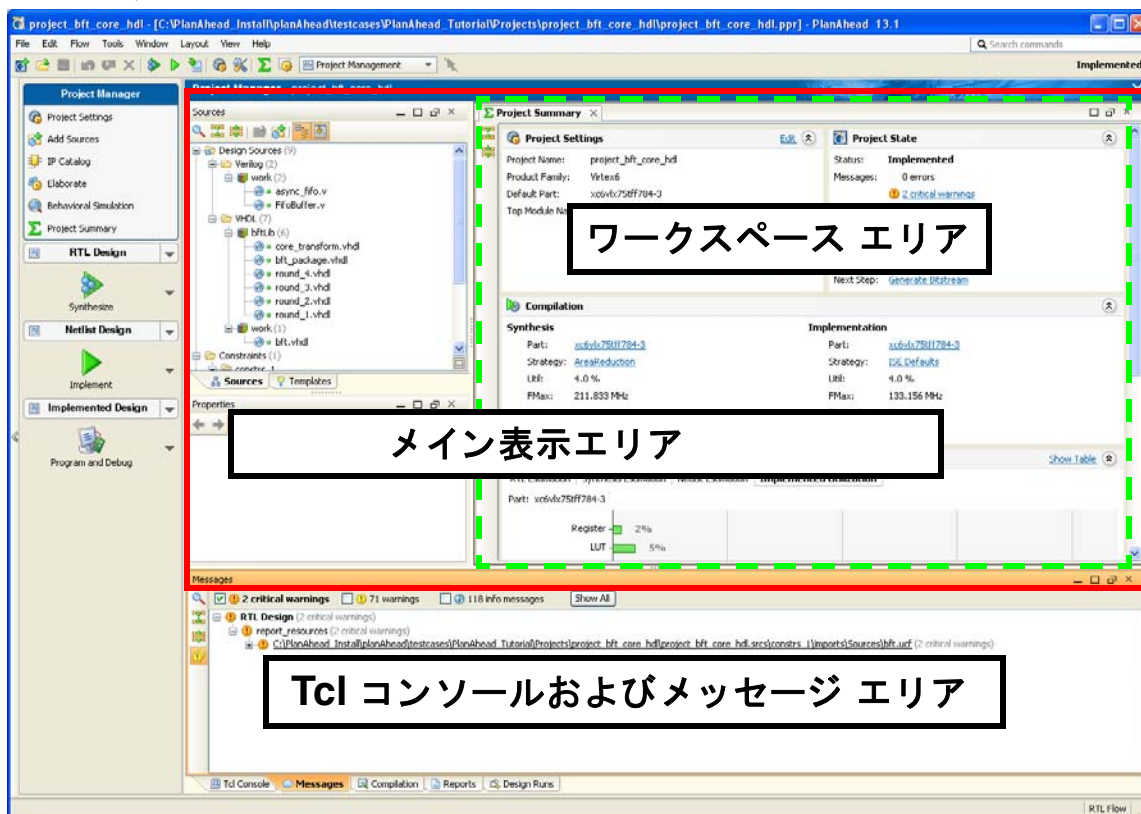 project_bft_core_hdl - [C:\PlanAhead_Install\planAhead\testcases\PlanAhead_Tutorial\Projects\project_bft_core_hdl\project_bft_core_hdl.ppr] - PlanAhead 13.1
File Edit Flow Tools Window Layout View Help
Search commands
Project Management
Implemented
Project Manager
Project Settings
Add Sources
IP Catalog
Elaborate
Behavioral Simulation
Project Summary
RTL Design
Synthesize
Netlist Design
Implement
Implemented Design
Program and Debug
Sources
Design Sources (9)
Verilog (2)
work (2)
async_fifo.v
FifoBuffer.v
VHDL (7)
bftLib (6)
core_transform.vhdl
bft_package.vhdl
round_4.vhdl
round_3.vhdl
round_2.vhdl
round_1.vhdl
work (1)
bft.vhdl
Constraints (1)
constrs_1
Sources Templates
Properties
Project Summary
Project Settings Edit
Project Name: project_bft_core_hdl
Product Family: Virtex6
Default Part: xc6vlx75tff784-3
Top Module
Project State
Status: Implemented
Messages: 0 errors
2 critical warnings
ワークスペース エリア
Next Step: Generate Bitstream
Compilation
Synthesis
Part: xc6vlx75tff784-3
Strategy: AreaReduction
Util: 4.0 %
FMax: 211.833 MHz
Implementation
Part: xc6vlx75tff784-3
Strategy: ISE Defaults
Util: 4.0 %
FMax: 133.156 MHz
メイン表示エリア
Show Table
Part: xc6vlx75tff784-3
Register 2%
LUT 5%
Messages
2 critical warnings 71 warnings 118 info messages Show All
RTL Design (2 critical warnings)
report_resources (2 critical warnings)
C:\PlanAhead_Install\planAhead\testcases\PlanAhead_Tutorial\Projects\project_bft_core_hdl\project_bft_core_hdl.srcs\constrs_1\imports\Sources\bft.ucf (2 critical warnings)
Tcl コンソールおよびメッセージ エリア
Tcl Console Messages Compilation Reports Design Runs
RTL Flow